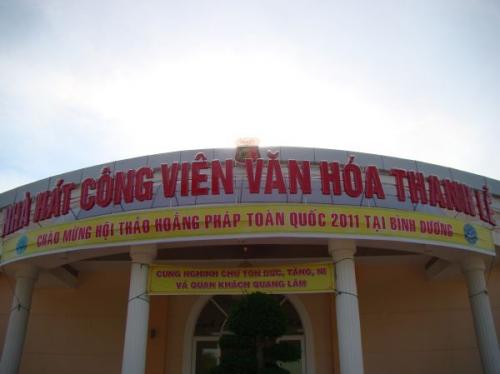 NHÀ HÁT CÔNG VIÊN VĂN HÓA THANH LỄ
CHÀO MỪNG HỘI THẢO HOẰNG PHÁP TOÀN QUỐC 2011 TẠI BÌNH DƯƠNG
CUNG NGHINH CHƯ TÔN ĐỨC, TĂNG, NI
VÀ QUAN KHÁCH QUANG LÂM